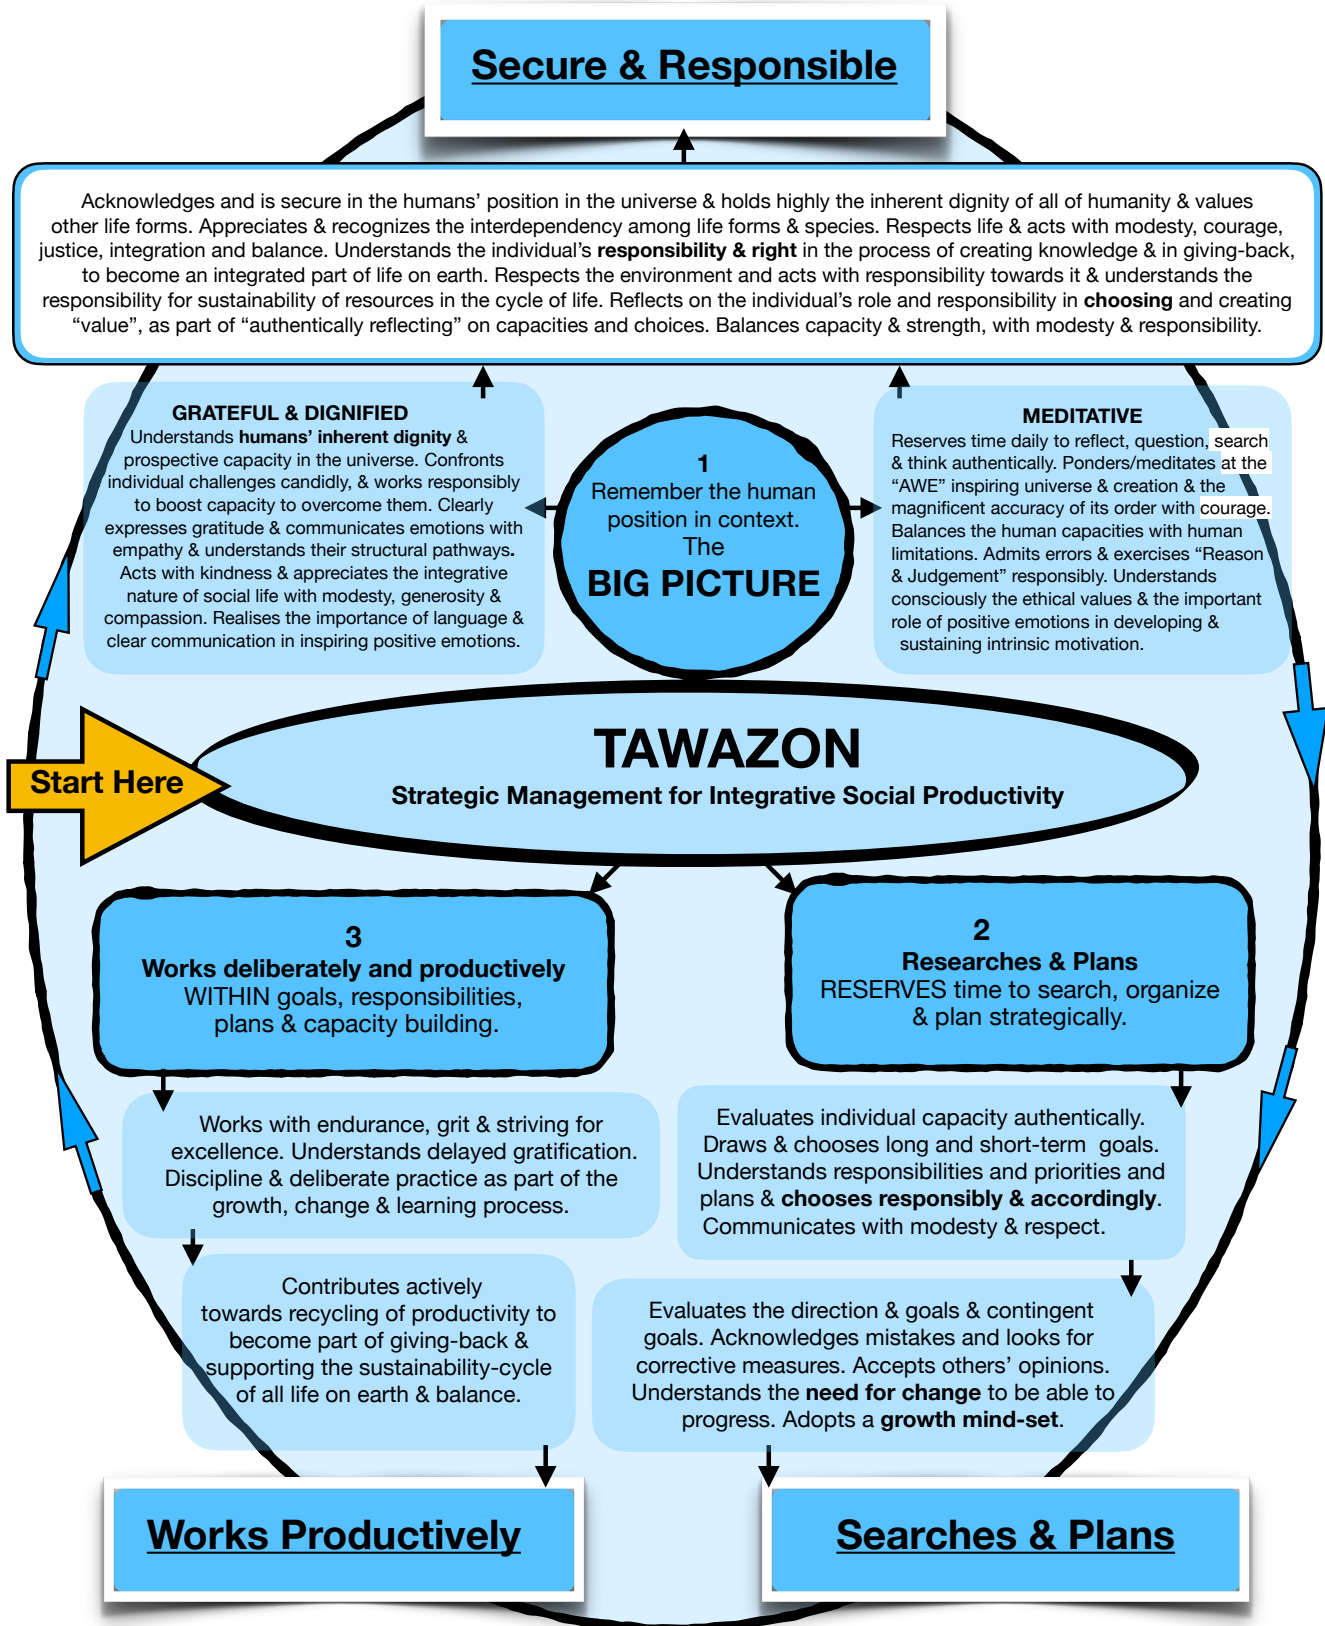 Secure & Responsible
Acknowledges and is secure in the humans’ position in the universe & holds highly the inherent dignity of all of humanity & values
other life forms. Appreciates & recognizes the interdependency among life forms & species. Respects life & acts with modesty, courage,
justice, integration and balance. Understands the individual’s responsibility & right in the process of creating knowledge & in giving-back,
to become an integrated part of life on earth. Respects the environment and acts with responsibility towards it & understands the
responsibility for sustainability of resources in the cycle of life. Reflects on the individual’s role and responsibility in choosing and creating
“value”, as part of “authentically reflecting” on capacities and choices. Balances capacity & strength, with modesty & responsibility.
GRATEFUL & DIGNIFIED
Understands humans’ inherent dignity &
prospective capacity in the universe. Confronts
individual challenges candidly, & works responsibly
to boost capacity to overcome them. Clearly
expresses gratitude & communicates emotions with
empathy & understands their structural pathways.
Acts with kindness & appreciates the integrative
nature of social life with modesty, generosity &
compassion. Realises the importance of language &
clear communication in inspiring positive emotions.
1
Remember the human
position in context.
The
BIG PICTURE
MEDITATIVE
Reserves time daily to reflect, question, search
& think authentically. Ponders/meditates at the
“AWE” inspiring universe & creation & the
magnificent accuracy of its order with courage.
Balances the human capacities with human
limitations. Admits errors & exercises “Reason
& Judgement” responsibly. Understands
consciously the ethical values & the important
role of positive emotions in developing &
sustaining intrinsic motivation.
Start Here
TAWAZON
Strategic Management for Integrative Social Productivity
3
Works deliberately and productively
WITHIN goals, responsibilities,
plans & capacity building.
2
Researches & Plans
RESERVES time to search, organize
& plan strategically.
Works with endurance, grit & striving for
excellence. Understands delayed gratification.
Discipline & deliberate practice as part of the
growth, change & learning process.
Evaluates individual capacity authentically.
Draws & chooses long and short-term goals.
Understands responsibilities and priorities and
plans & chooses responsibly & accordingly.
Communicates with modesty & respect.
Contributes actively
towards recycling of productivity to
become part of giving-back &
supporting the sustainability-cycle
of all life on earth & balance.
Evaluates the direction & goals & contingent
goals. Acknowledges mistakes and looks for
corrective measures. Accepts others’ opinions.
Understands the need for change to be able to
progress. Adopts a growth mind-set.
Works Productively
Searches & Plans